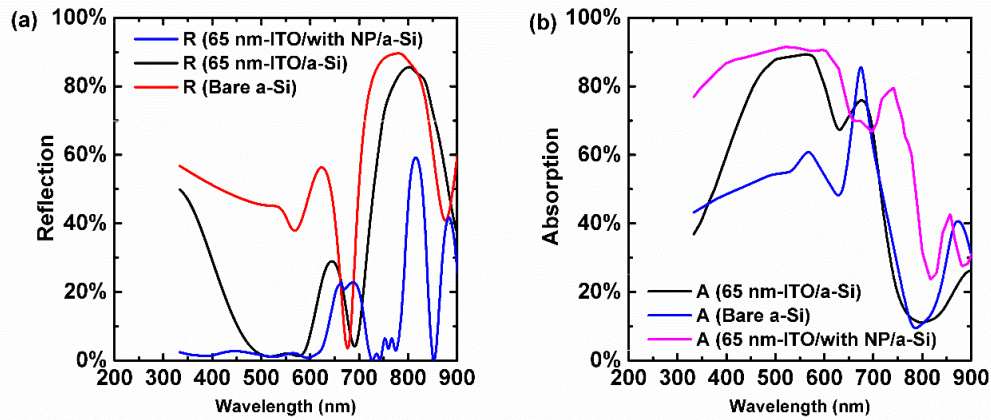 (a)
100%
80%
60%
40%
20%
0%
Reflection
R (65 nm-ITO/with NP/a-Si)
R (65 nm-ITO/a-Si)
R (Bare a-Si)
200 300 400 500 600 700 800 900
Wavelength (nm)
(b)
100%
80%
60%
40%
20%
0%
Absorption
A (65 nm-ITO/a-Si)
A (Bare a-Si)
A (65 nm-ITO/with NP/a-Si)
200 300 400 500 600 700 800 900
Wavelength (nm)